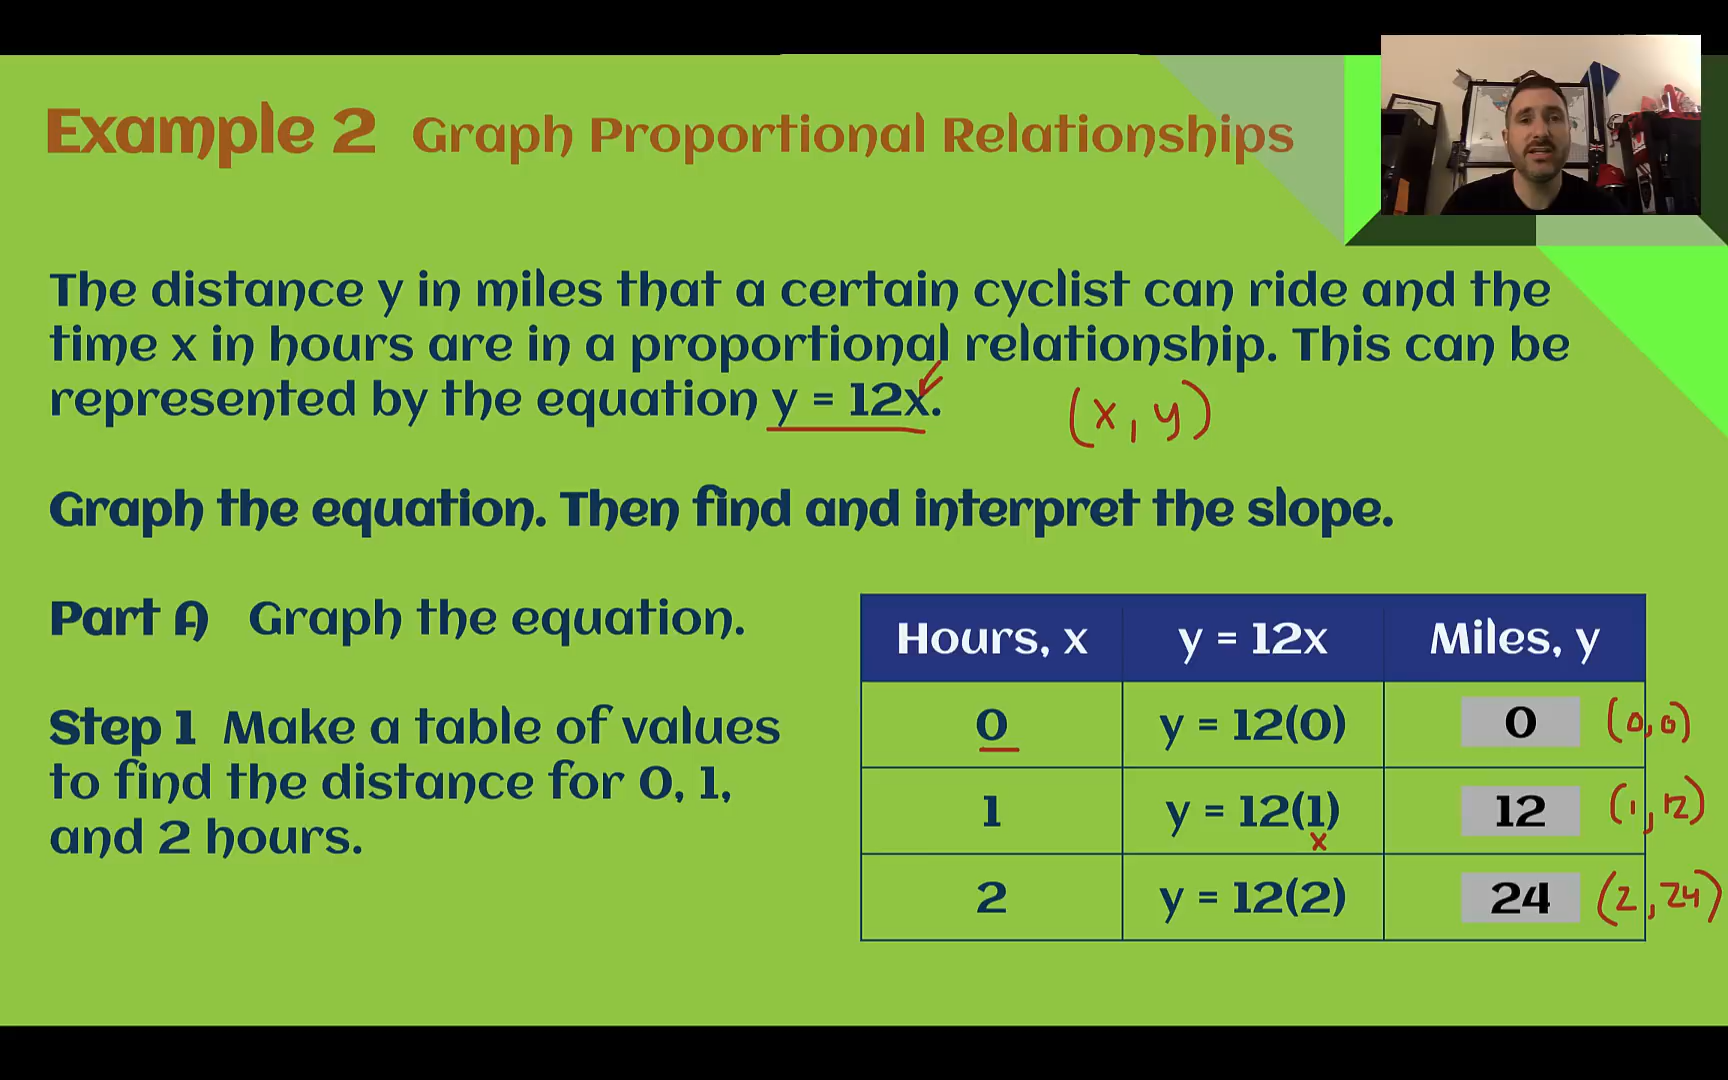 Example 2 Graph Proportional Relationships
The distance y in miles that a certain cyclist can ride and the
time x in hours are in a proportional relationship. This can be
represented by the equation y = 12x.
(x, y)
Graph the equation. Then find and interpret the slope.
Part A Graph the equation.
Step 1 Make a table of values
to find the distance for 0, 1,
and 2 hours.
Hours, x y = 12x Miles, y
0 y = 12(0) 0 (0,0)
1 y = 12(1) 12 (1,12)
x
2 y = 12(2) 24 (2,24)